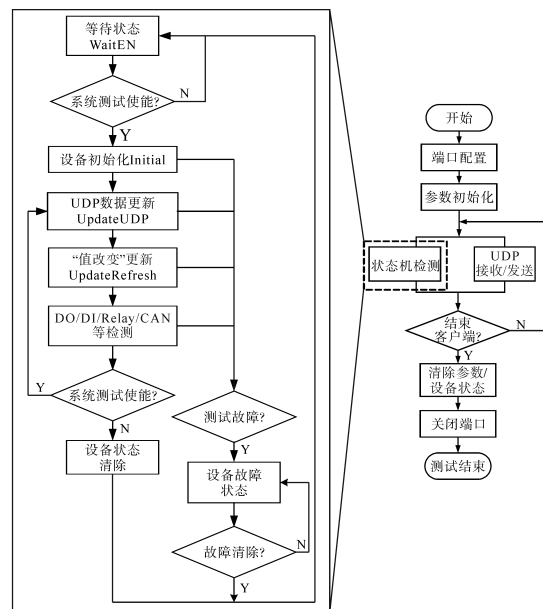 等待状态
WaitEN
系统测试使能?
N
Y
设备初始化Initial
UDP数据更新
UpdateUDP
“值改变”更新
UpdateRefresh
DO/DI/Relay/CAN
等检测
Y
系统测试使能?
N
设备状态
清除
测试故障?
Y
设备故障
状态
故障清除?
N
Y
开始
端口配置
参数初始化
状态机检测
UDP
接收/发送
结束
客户端?
N
Y
清除参数/
设备状态
关闭端口
测试结束